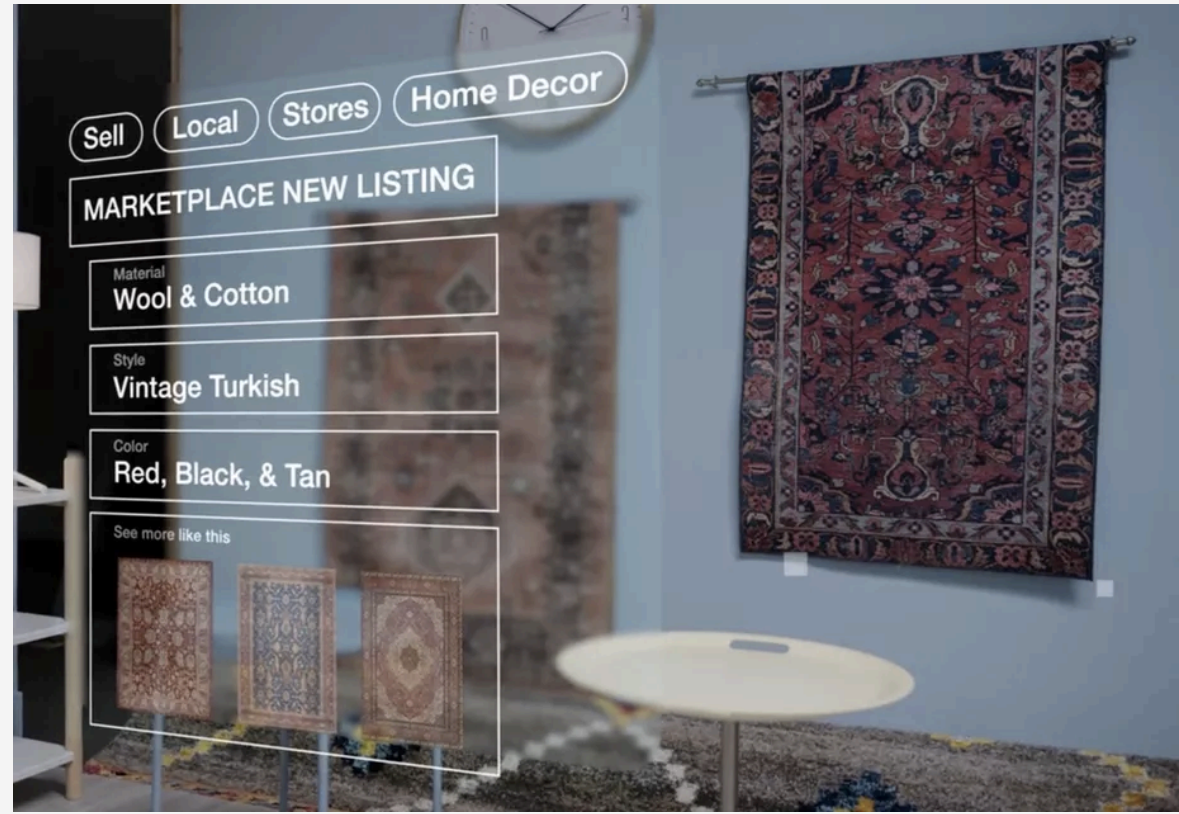 Sell Local Stores Home Decor
MARKETPLACE NEW LISTING
Material
Wool & Cotton
Style
Vintage Turkish
Color
Red, Black, & Tan
See more like this